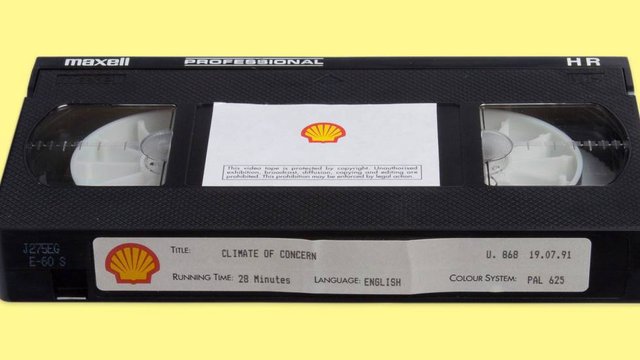 maxell PROFESSIONAL HR
This video tape is protected by copyright. Unauthorised
exhibition, broadcast, diffusion, copying and editing are
prohibited. This prohibition may be enforced by legal action.
J275EG
E-60 S
TITLE: CLIMATE OF CONCERN U. 868 19.07.91
RUNNING TIME: 28 Minutes LANGUAGE: ENGLISH COLOUR SYSTEM: PAL 625